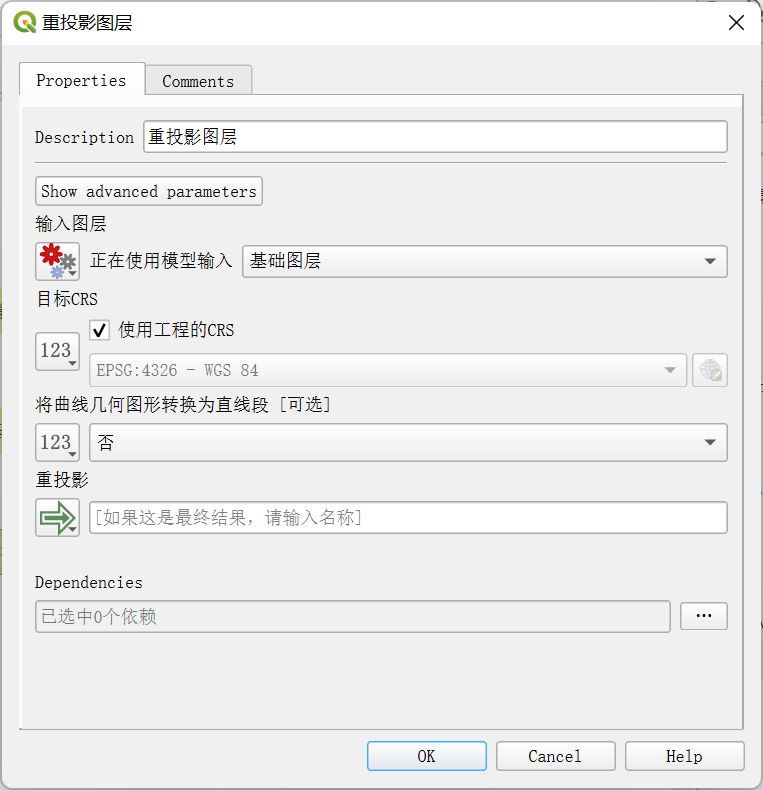 重投影图层
Properties
Comments
Description
重投影图层
Show advanced parameters
输入图层
正在使用模型输入
基础图层
目标CRS
123
使用工程的CRS
EPSG:4326 - WGS 84
将曲线几何图形转换为直线段 [可选]
123
否
重投影
[如果这是最终结果，请输入名称]
Dependencies
已选中0个依赖
...
OK
Cancel
Help